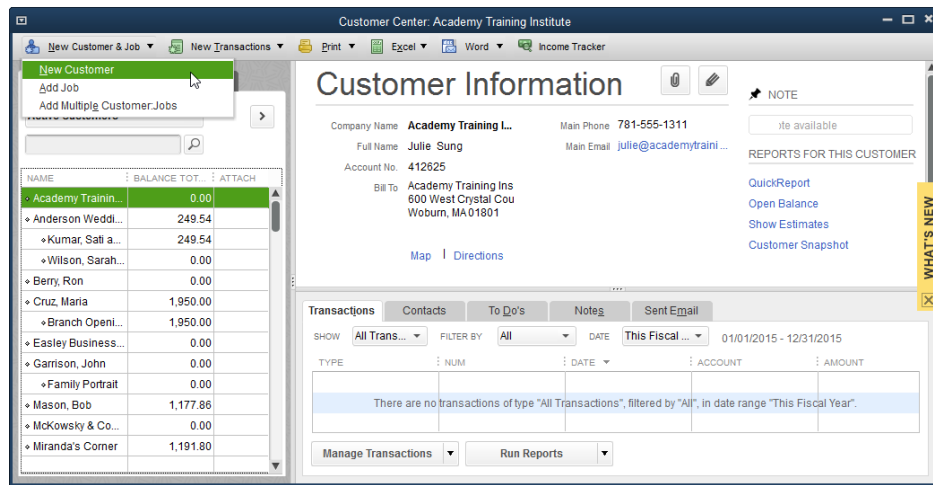 Customer Center: Academy Training Institute
New Customer & Job New Transactions Print Excel Word Income Tracker
New Customer
Add Job
Add Multiple Customer:Jobs
Active Customers
NAME BALANCE TOT... ATTACH
Academy Trainin... 0.00
Anderson Weddi... 249.54
Kumar, Sati a... 249.54
Wilson, Sarah... 0.00
Berry, Ron 0.00
Cruz, Maria 1,950.00
Branch Openi... 1,950.00
Easley Business... 0.00
Garrison, John 0.00
Family Portrait 0.00
Mason, Bob 1,177.86
McKowsky & Co... 0.00
Miranda's Corner 1,191.80
Customer Information
Company Name Academy Training I... Main Phone 781-555-1311
Full Name Julie Sung Main Email julie@academytraini...
Account No. 412625
Bill To Academy Training Ins
600 West Crystal Cou
Woburn, MA 01801
Map | Directions
NOTE
ote available
REPORTS FOR THIS CUSTOMER
QuickReport
Open Balance
Show Estimates
Customer Snapshot
WHAT'S NEW
Transactions Contacts To Do's Notes Sent Email
SHOW All Trans... FILTER BY All DATE This Fiscal ... 01/01/2015 - 12/31/2015
TYPE NUM DATE ACCOUNT AMOUNT
There are no transactions of type "All Transactions", filtered by "All", in date range "This Fiscal Year".
Manage Transactions Run Reports